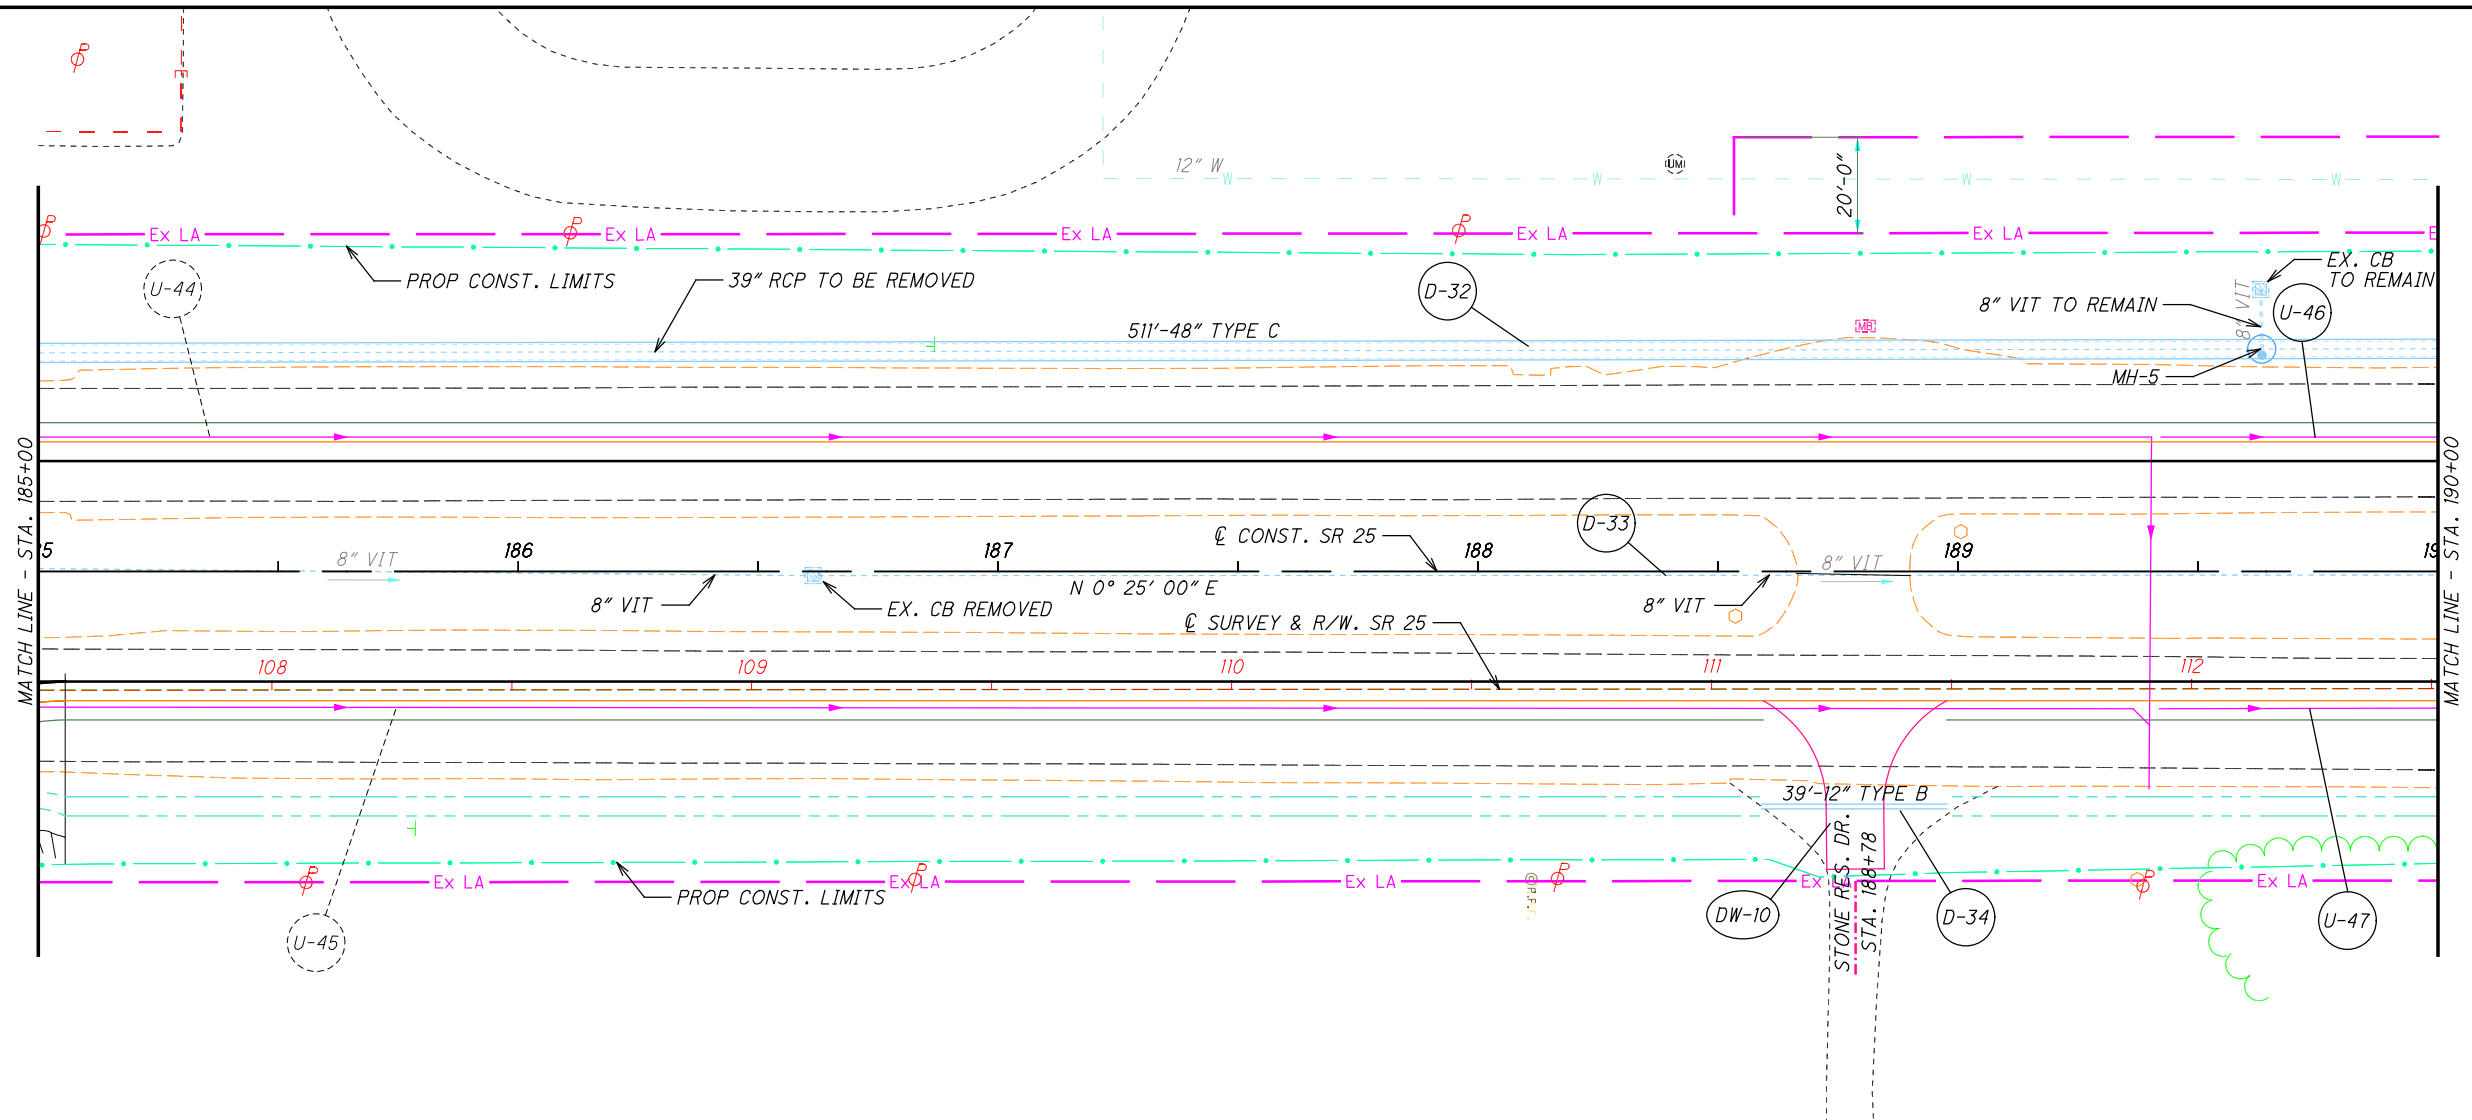 12" W
UM
20'-0"
Ex LA
Ex LA
Ex LA
Ex LA
Ex LA
PROP CONST. LIMITS
39" RCP TO BE REMOVED
U-44
D-32
EX. CB
TO REMAIN
8" VIT TO REMAIN
8" VIT
U-46
511'-48" TYPE C
MB
MH-5
MATCH LINE - STA. 185+00
MATCH LINE - STA. 190+00
D-33
℄ CONST. SR 25
186
187
188
189
8" VIT
8" VIT
N 0° 25' 00" E
8" VIT
EX. CB REMOVED
8" VIT
℄ SURVEY & R/W. SR 25
108
109
110
111
112
39'-12" TYPE B
STONE RES. DR.
STA. 188+78
Ex LA
Ex LA
Ex LA
Ex LA
PROP CONST. LIMITS
U-45
DW-10
D-34
U-47